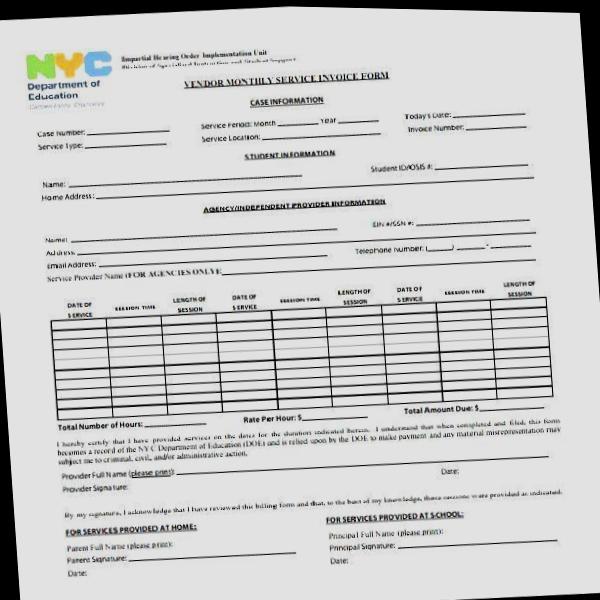 NYC
Department of
Education
Impartial Hearing Order Implementation Unit
Division of Specialized Instruction and Student Support
VENDOR MONTHLY SERVICE INVOICE FORM
CASE INFORMATION
Case Number: Service Period: Month Year Today's Date:
Service Type: Service Location: Invoice Number:
STUDENT INFORMATION
Name: Student ID/OSIS #:
Home Address:
AGENCY/INDEPENDENT PROVIDER INFORMATION
Name: EIN #/SSN #:
Address: Telephone Number: ( ) -
Email Address:
Service Provider Name (FOR AGENCIES ONLY):
DATE OF SERVICE SESSION TIME LENGTH OF SESSION DATE OF SERVICE SESSION TIME LENGTH OF SESSION DATE OF SERVICE SESSION TIME LENGTH OF SESSION
Total Number of Hours: Rate Per Hour: $ Total Amount Due: $
I hereby certify that I have provided services on the dates for the duration indicated herein. I understand that when completed and filed, this form
becomes a record of the NYC Department of Education (DOE) and is relied upon by the DOE to make payment and any material misrepresentation may
subject me to criminal, civil, and/or administrative action.
Provider Full Name (please print): Date:
Provider Signature:
By my signature, I acknowledge that I have reviewed this billing form and that, to the best of my knowledge, these sessions were provided as indicated.
FOR SERVICES PROVIDED AT HOME: FOR SERVICES PROVIDED AT SCHOOL:
Parent Full Name (please print): Principal Full Name (please print):
Parent Signature: Principal Signature:
Date: Date: